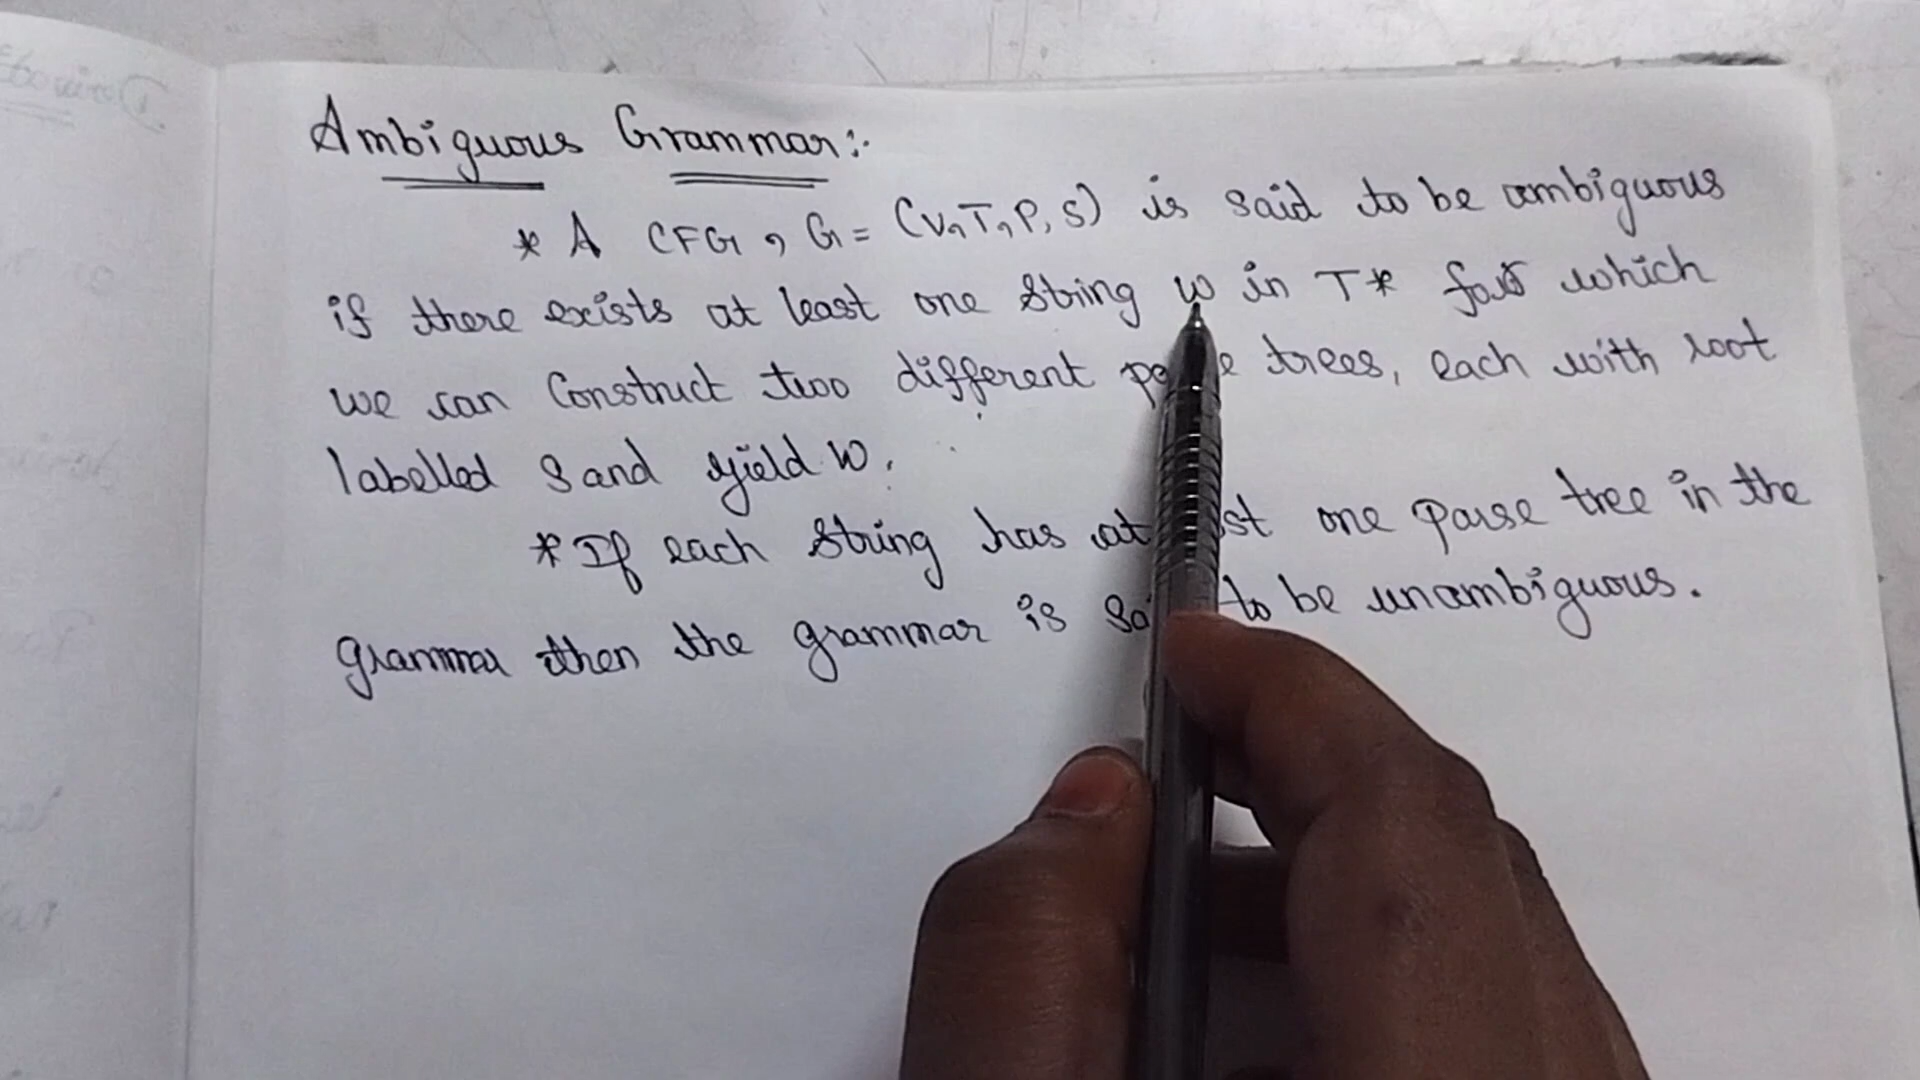 Ambiguous Grammar:-
* A CFG, G = (V, T, P, S) is said to be ambiguous
if there exists at least one string w in T* for which
we can construct two different trees, each with root
labelled S and yield w.
* If each string has at one parse tree in the
grammar then the grammar is to be unambiguous.